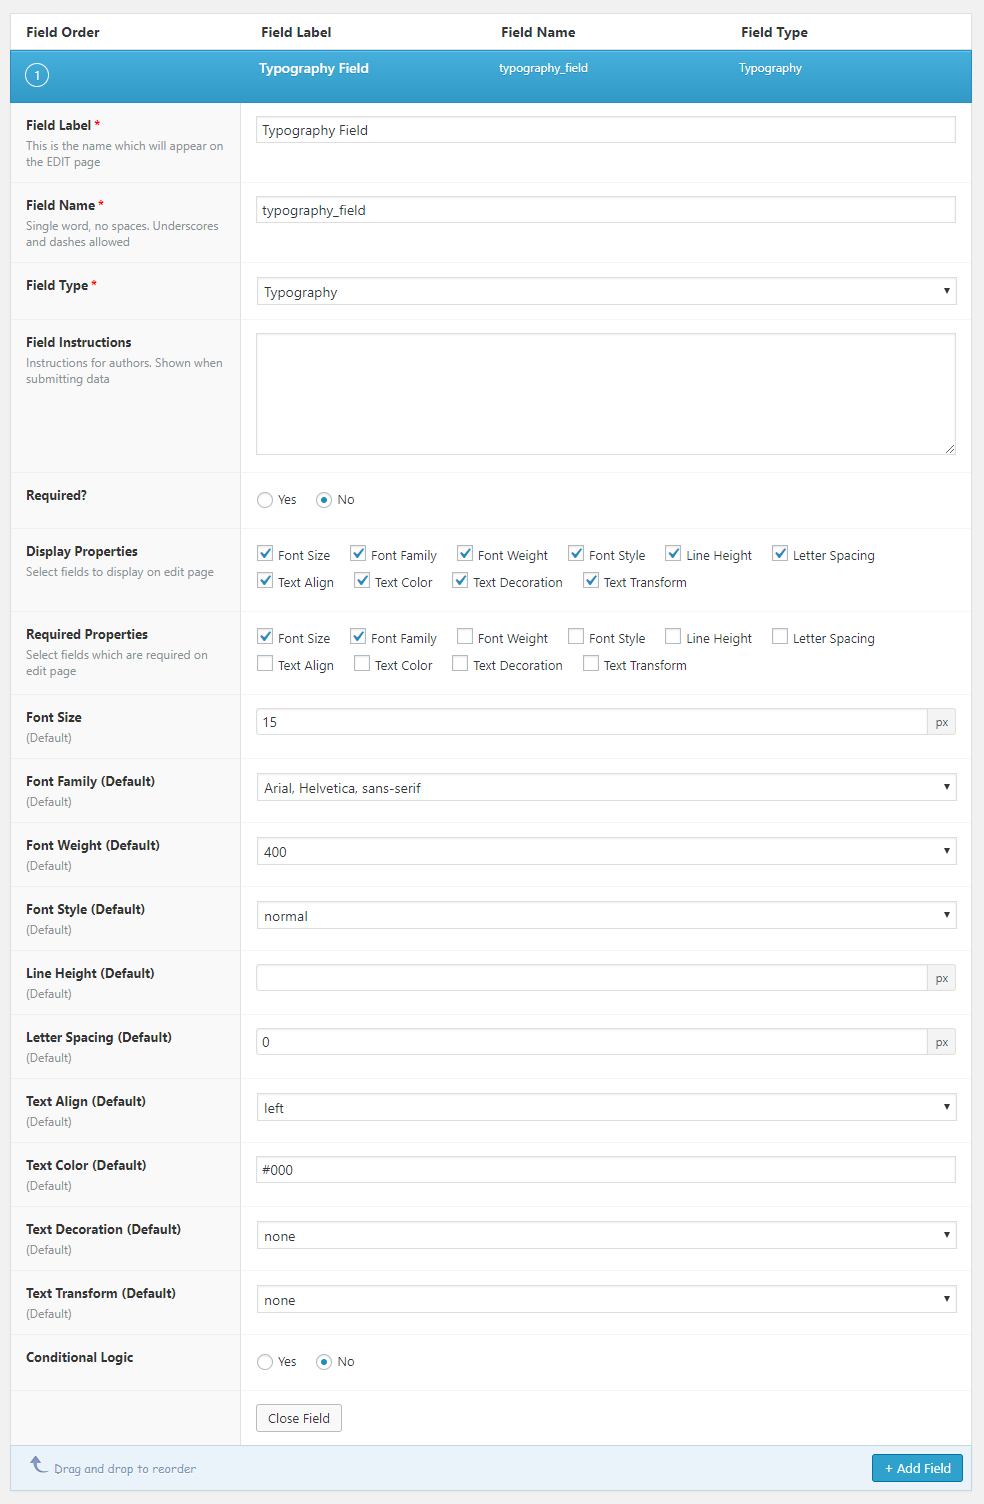 Field Order Field Label Field Name Field Type
1 Typography Field typography_field Typography
Field Label *
This is the name which will appear on
the EDIT page
Typography Field
Field Name *
Single word, no spaces. Underscores
and dashes allowed
typography_field
Field Type *
Typography
Field Instructions
Instructions for authors. Shown when
submitting data
Required?
Yes No
Display Properties
Select fields to display on edit page
Font Size Font Family Font Weight Font Style Line Height Letter Spacing
Text Align Text Color Text Decoration Text Transform
Required Properties
Select fields which are required on
edit page
Font Size Font Family Font Weight Font Style Line Height Letter Spacing
Text Align Text Color Text Decoration Text Transform
Font Size
(Default)
15 px
Font Family (Default)
(Default)
Arial, Helvetica, sans-serif
Font Weight (Default)
(Default)
400
Font Style (Default)
(Default)
normal
Line Height (Default)
(Default)
px
Letter Spacing (Default)
(Default)
0 px
Text Align (Default)
(Default)
left
Text Color (Default)
(Default)
#000
Text Decoration (Default)
(Default)
none
Text Transform (Default)
(Default)
none
Conditional Logic
Yes No
Close Field
Drag and drop to reorder
+ Add Field